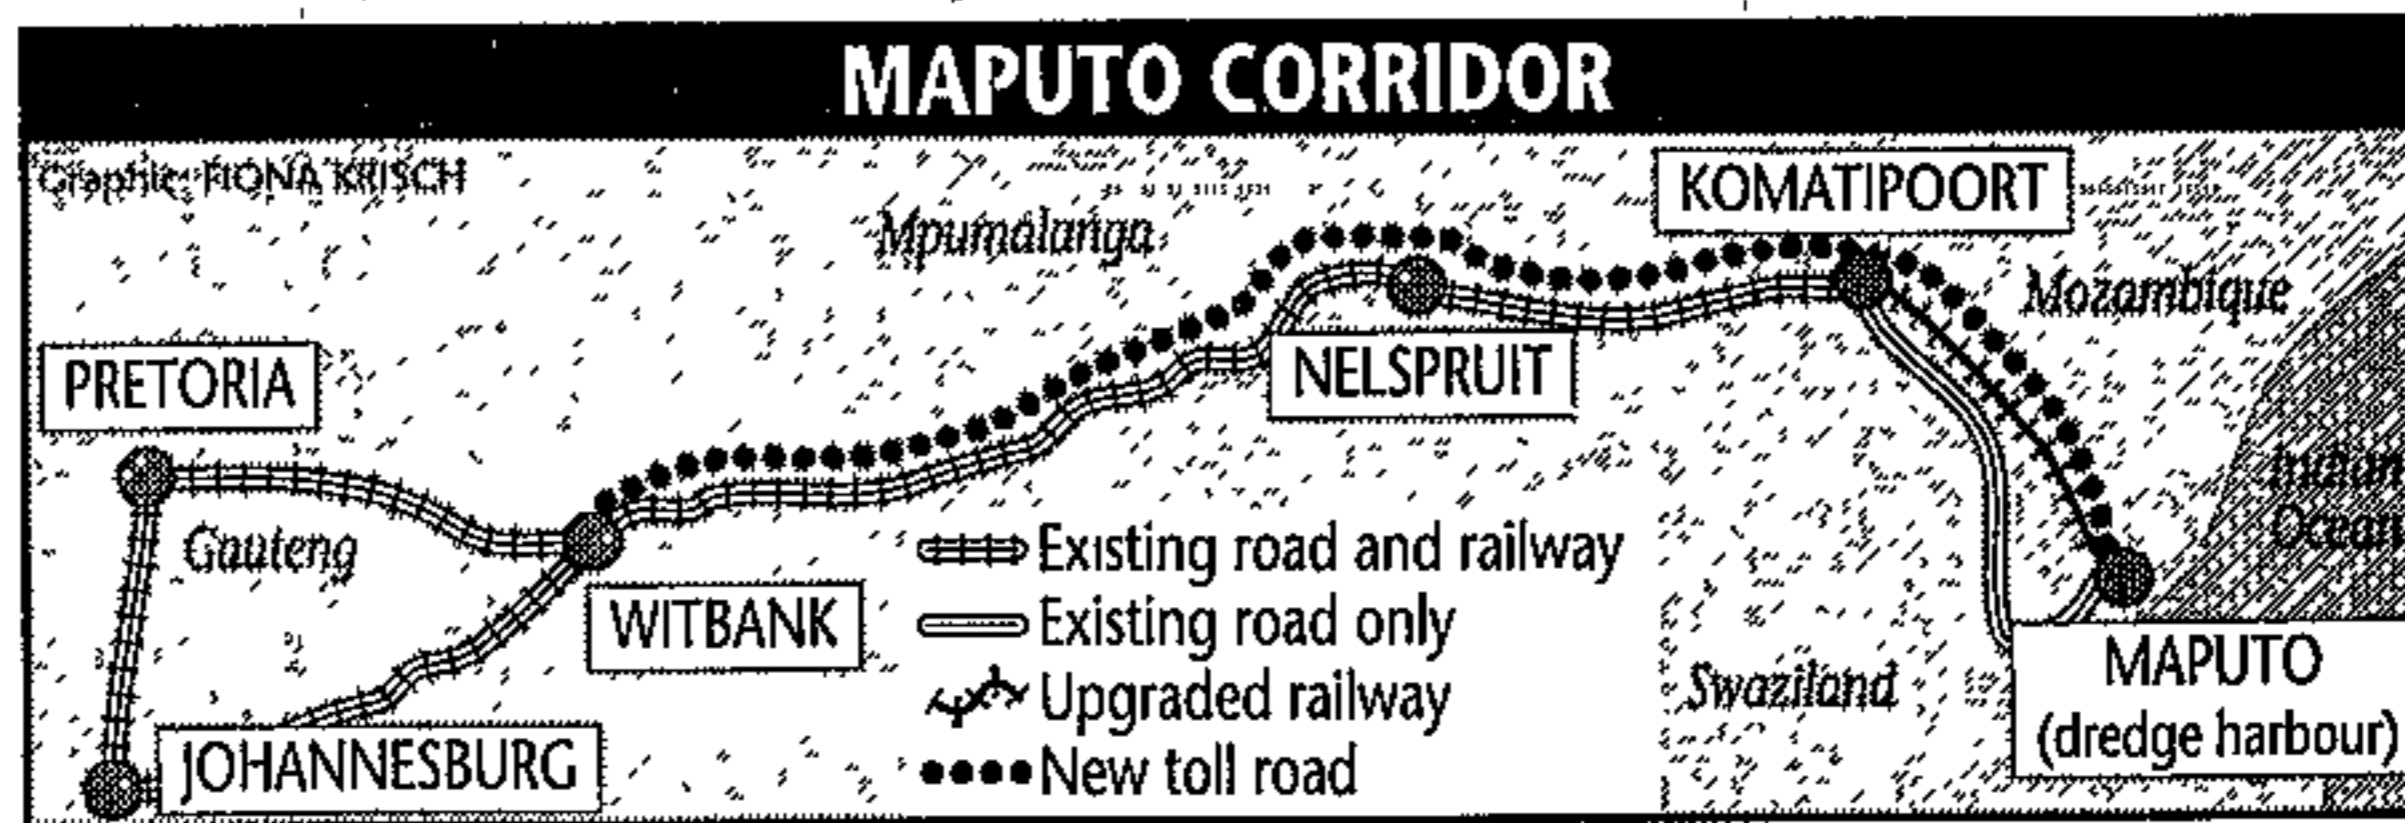 MAPUTO CORRIDOR
Graphic: FIONA KRISCH
KOMATIPOORT
Mpumalanga
Mozambique
PRETORIA
NELSPRUIT
Indian
Ocean
Gauteng
Existing road and railway
WITBANK
Existing road only
Swaziland
MAPUTO
(dredge harbour)
Upgraded railway
JOHANNESBURG
New toll road